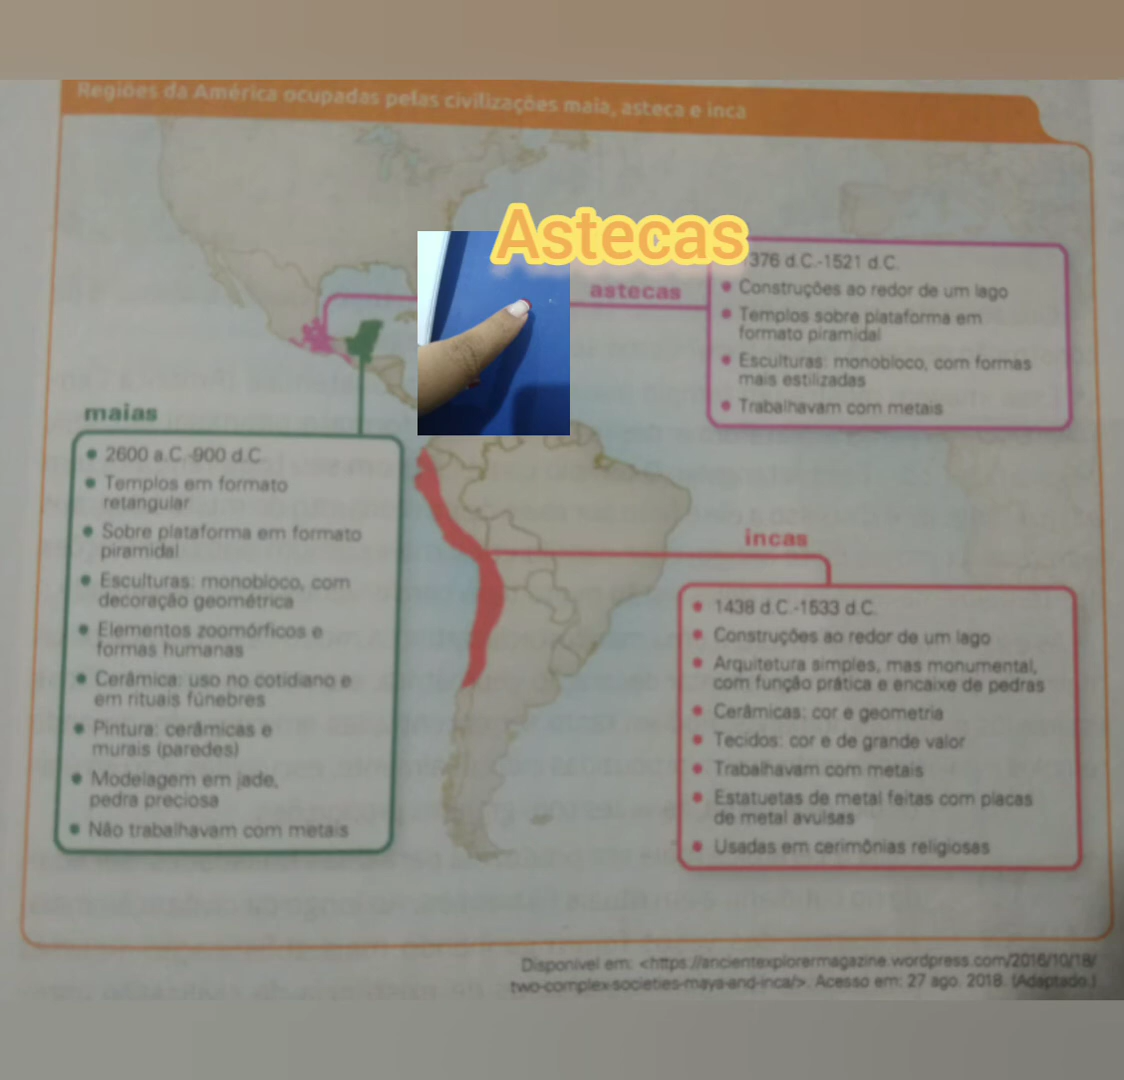 Regiões da América ocupadas pelas civilizações maia, asteca e inca
Astecas
astecas
376 d.C.-1521 d.C.
Construções ao redor de um lago
Templos sobre plataforma em
formato piramidal
Esculturas: monobloco, com formas
mais estilizadas
Trabalhavam com metais
maias
2600 a.C.-900 d.C.
Templos em formato
retangular
Sobre plataforma em formato
piramidal
Esculturas: monobloco, com
decoração geométrica
Elementos zoomórficos e
formas humanas
Cerâmica: uso no cotidiano e
em rituais fúnebres
Pintura: cerâmicas e
murais (paredes)
Modelagem em jade,
pedra preciosa
Não trabalhavam com metais
incas
1438 d.C.-1533 d.C.
Construções ao redor de um lago
Arquitetura simples, mas monumental,
com função prática e encaixe de pedras
Cerâmicas: cor e geometria
Tecidos: cor e de grande valor
Trabalhavam com metais
Estatuetas de metal feitas com placas
de metal avulsas
Usadas em cerimônias religiosas
Disponível em: <https://ancientexplorermagazine.wordpress.com/2016/10/18/
two-complex-societies-maya-and-inca/>. Acesso em: 27 ago. 2018. (Adaptado.)